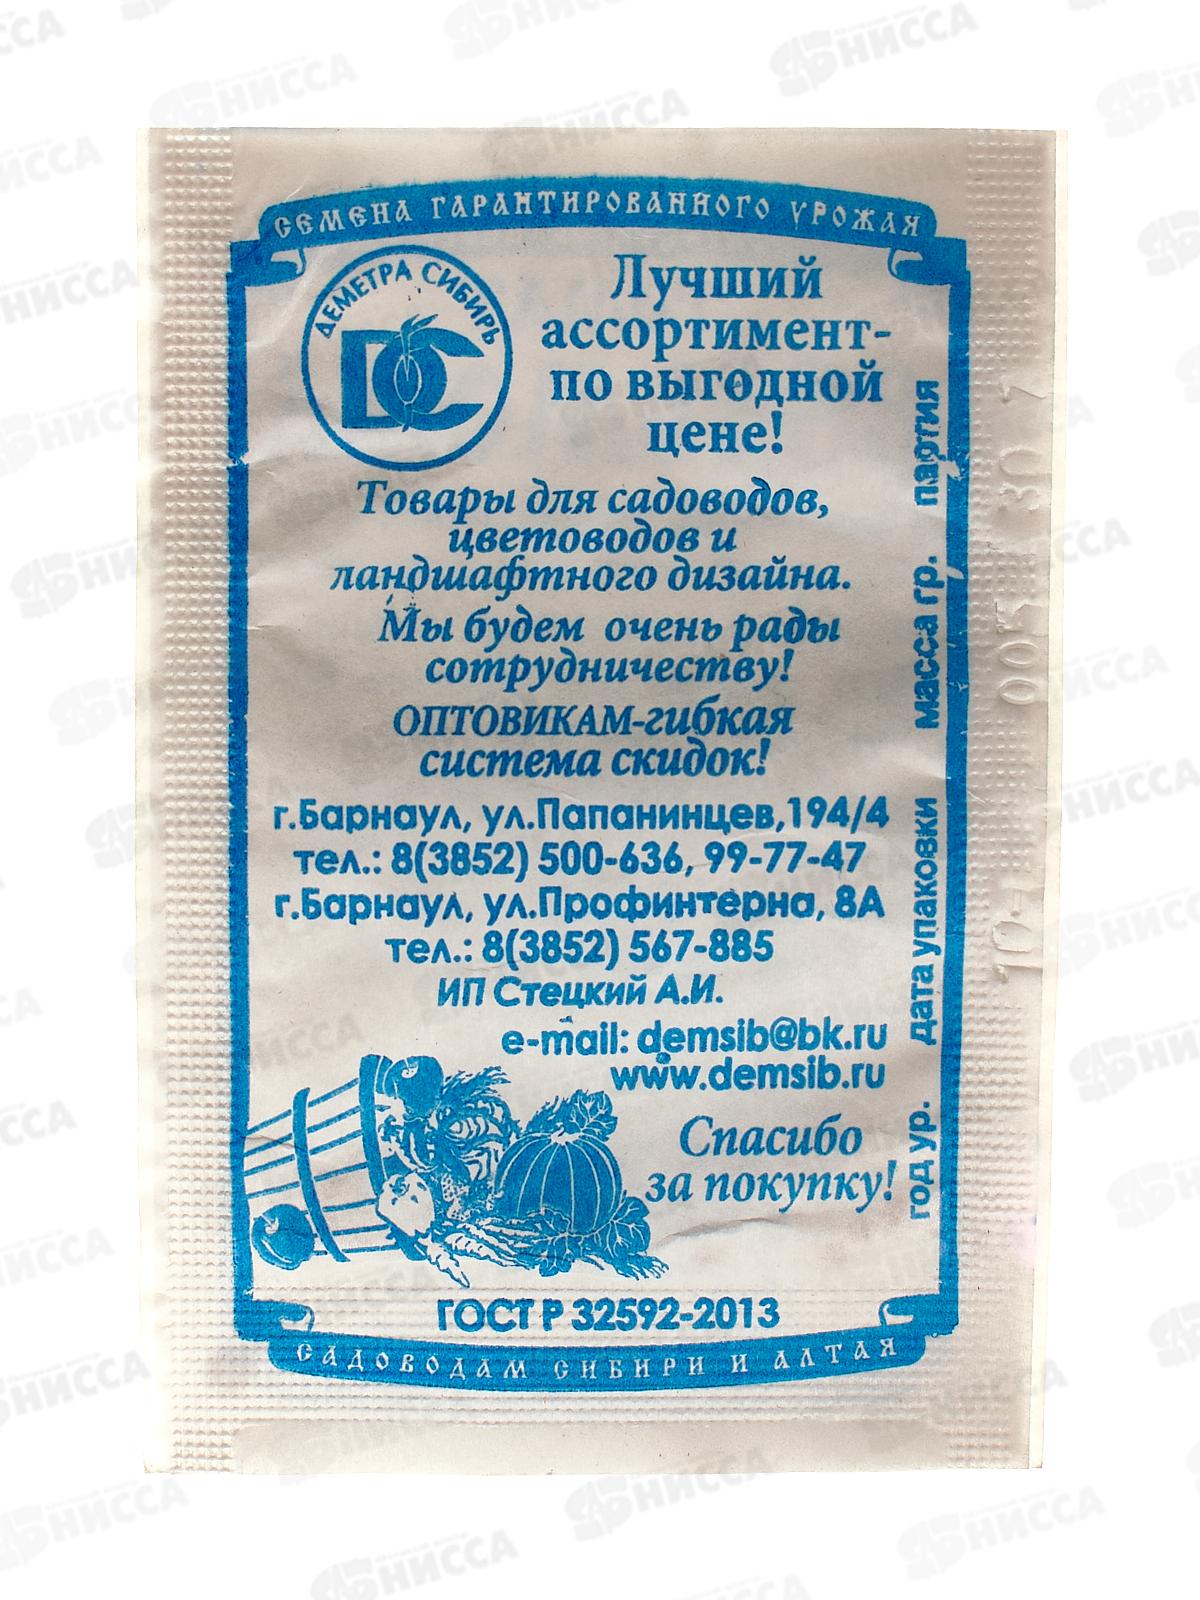 СЕМЕНА ГАРАНТИРОВАННОГО УРОЖАЯ
ДЕМЕТРА СИБИРЬ
DC
Лучший
ассортимент-
по выгодной
цене!
Товары для садоводов,
цветоводов и
ландшафтного дизайна.
Мы будем очень рады
сотрудничеству!
ОПТОВИКАМ-гибкая
система скидок!
г.Барнаул, ул.Папанинцев,194/4
тел.: 8(3852) 500-636, 99-77-47
г.Барнаул, ул.Профинтерна, 8А
тел.: 8(3852) 567-885
ИП Стецкий А.И.
e-mail: demsib@bk.ru
www.demsib.ru
Спасибо
за покупку!
год ур. дата упаковки масса гр. партия
ГОСТ Р 32592-2013
САДОВОДАМ СИБИРИ И АЛТАЯ
НИССА